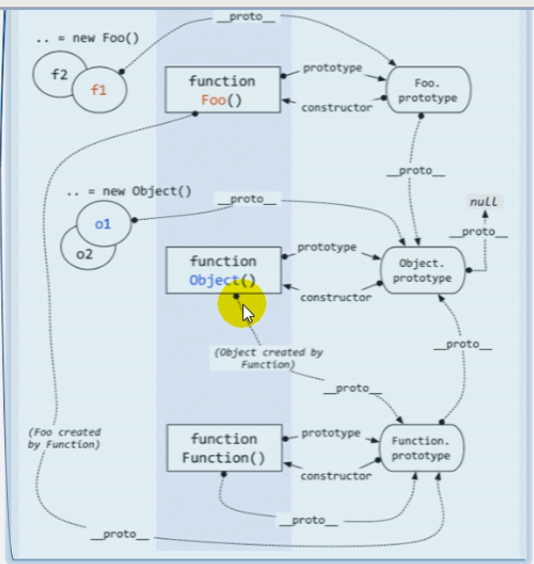 __proto__
.. = new Foo()
f2
f1
function
Foo()
prototype
constructor
Foo.
prototype
__proto__
.. = new Object()
o1
o2
__proto__
null
__proto__
function
Object()
prototype
constructor
Object.
prototype
(Object created by
Function)
__proto__
__proto__
(Foo created
by Function)
function
Function()
prototype
constructor
Function.
prototype
__proto__
__proto__